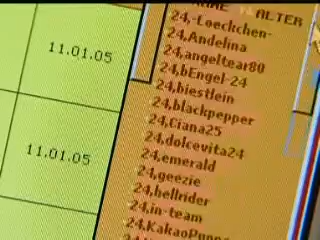 11.01.05
11.01.05
ALTER
24,-Loeckchen-
24,Andelina
24,angeltear80
24,bEngel-24
24,biestlein
24,blackpepper
24,Ciana25
24,dolcevita24
24,emerald
24,geezie
24,hellrider
24,in-team